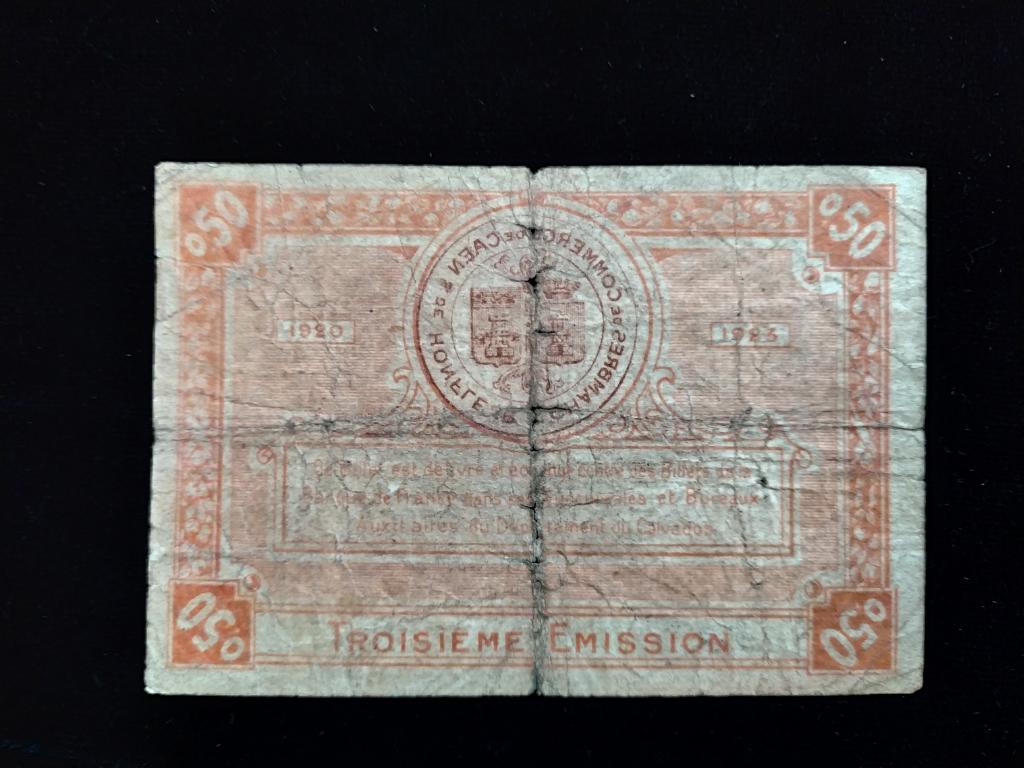 0.50
0.50
CHAMBRES DE COMMERCE DE CAEN & DE HONFLEUR
1920
1923
Ce billet est délivré et échangé contre des Billets de la
Banque de France dans ses Succursales et Bureaux
Auxiliaires du Département du Calvados.
0.50
0.50
TROISIÈME EMISSION